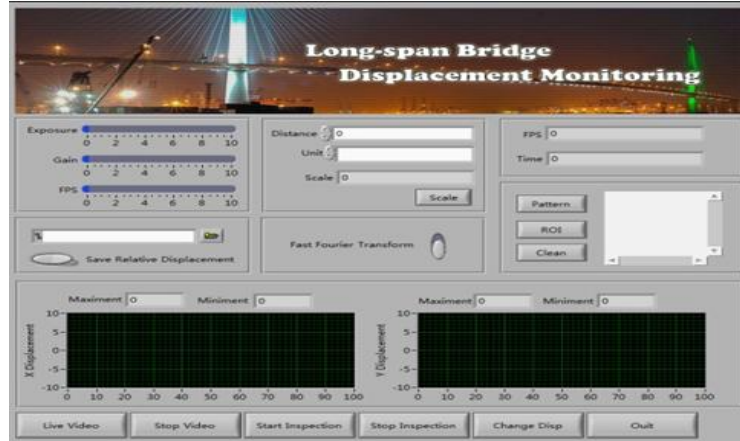 Long-span Bridge
Displacement Monitoring
Exposure
0 2 4 6 8 10
Gain
0 2 4 6 8 10
FPS
0 2 4 6 8 10
Distance 0
Unit
Scale 0
Scale
FPS 0
Time 0
Pattern
ROI
Clean
Save Relative Displacement
Fast Fourier Transform
Maximent 0 Miniment 0
X Displacement
10
5
0
-5
-10
0 10 20 30 40 50 60 70 80 90 100
Maximent 0 Miniment 0
Y Displacement
10
5
0
-5
-10
0 10 20 30 40 50 60 70 80 90 100
Live Video Stop Video Start Inspection Stop Inspection Change Disp Ouit